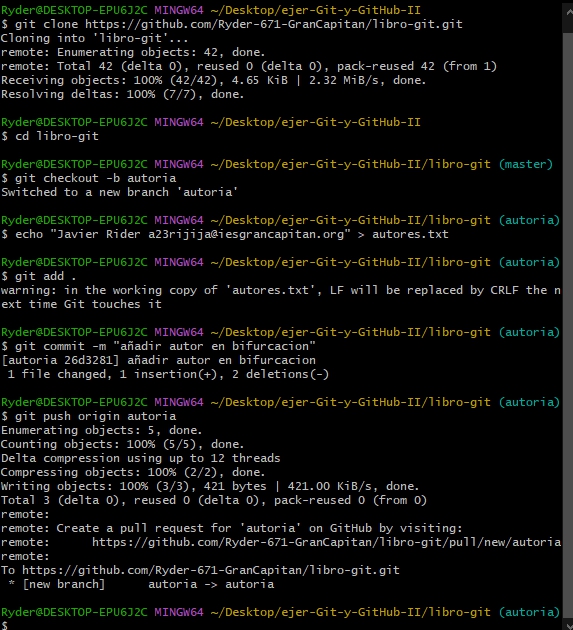 Ryder@DESKTOP-EPU6J2C MINGW64 ~/Desktop/ejer-Git-y-GitHub-II
$ git clone https://github.com/Ryder-671-GranCapitan/libro-git.git
Cloning into 'libro-git'...
remote: Enumerating objects: 42, done.
remote: Total 42 (delta 0), reused 0 (delta 0), pack-reused 42 (from 1)
Receiving objects: 100% (42/42), 4.65 KiB | 2.32 MiB/s, done.
Resolving deltas: 100% (7/7), done.
Ryder@DESKTOP-EPU6J2C MINGW64 ~/Desktop/ejer-Git-y-GitHub-II
$ cd libro-git
Ryder@DESKTOP-EPU6J2C MINGW64 ~/Desktop/ejer-Git-y-GitHub-II/libro-git (master)
$ git checkout -b autoria
Switched to a new branch 'autoria'
Ryder@DESKTOP-EPU6J2C MINGW64 ~/Desktop/ejer-Git-y-GitHub-II/libro-git (autoria)
$ echo "Javier Rider a23rijija@iesgrancapitan.org" > autores.txt
Ryder@DESKTOP-EPU6J2C MINGW64 ~/Desktop/ejer-Git-y-GitHub-II/libro-git (autoria)
$ git add .
warning: in the working copy of 'autores.txt', LF will be replaced by CRLF the n
ext time Git touches it
Ryder@DESKTOP-EPU6J2C MINGW64 ~/Desktop/ejer-Git-y-GitHub-II/libro-git (autoria)
$ git commit -m "añadir autor en bifurcacion"
[autoria 26d3281] añadir autor en bifurcacion
1 file changed, 1 insertion(+), 2 deletions(-)
Ryder@DESKTOP-EPU6J2C MINGW64 ~/Desktop/ejer-Git-y-GitHub-II/libro-git (autoria)
$ git push origin autoria
Enumerating objects: 5, done.
Counting objects: 100% (5/5), done.
Delta compression using up to 12 threads
Compressing objects: 100% (2/2), done.
Writing objects: 100% (3/3), 421 bytes | 421.00 KiB/s, done.
Total 3 (delta 0), reused 0 (delta 0), pack-reused 0 (from 0)
remote:
remote: Create a pull request for 'autoria' on GitHub by visiting:
remote:      https://github.com/Ryder-671-GranCapitan/libro-git/pull/new/autoria
remote:
To https://github.com/Ryder-671-GranCapitan/libro-git.git
* [new branch]      autoria -> autoria
Ryder@DESKTOP-EPU6J2C MINGW64 ~/Desktop/ejer-Git-y-GitHub-II/libro-git (autoria)
$